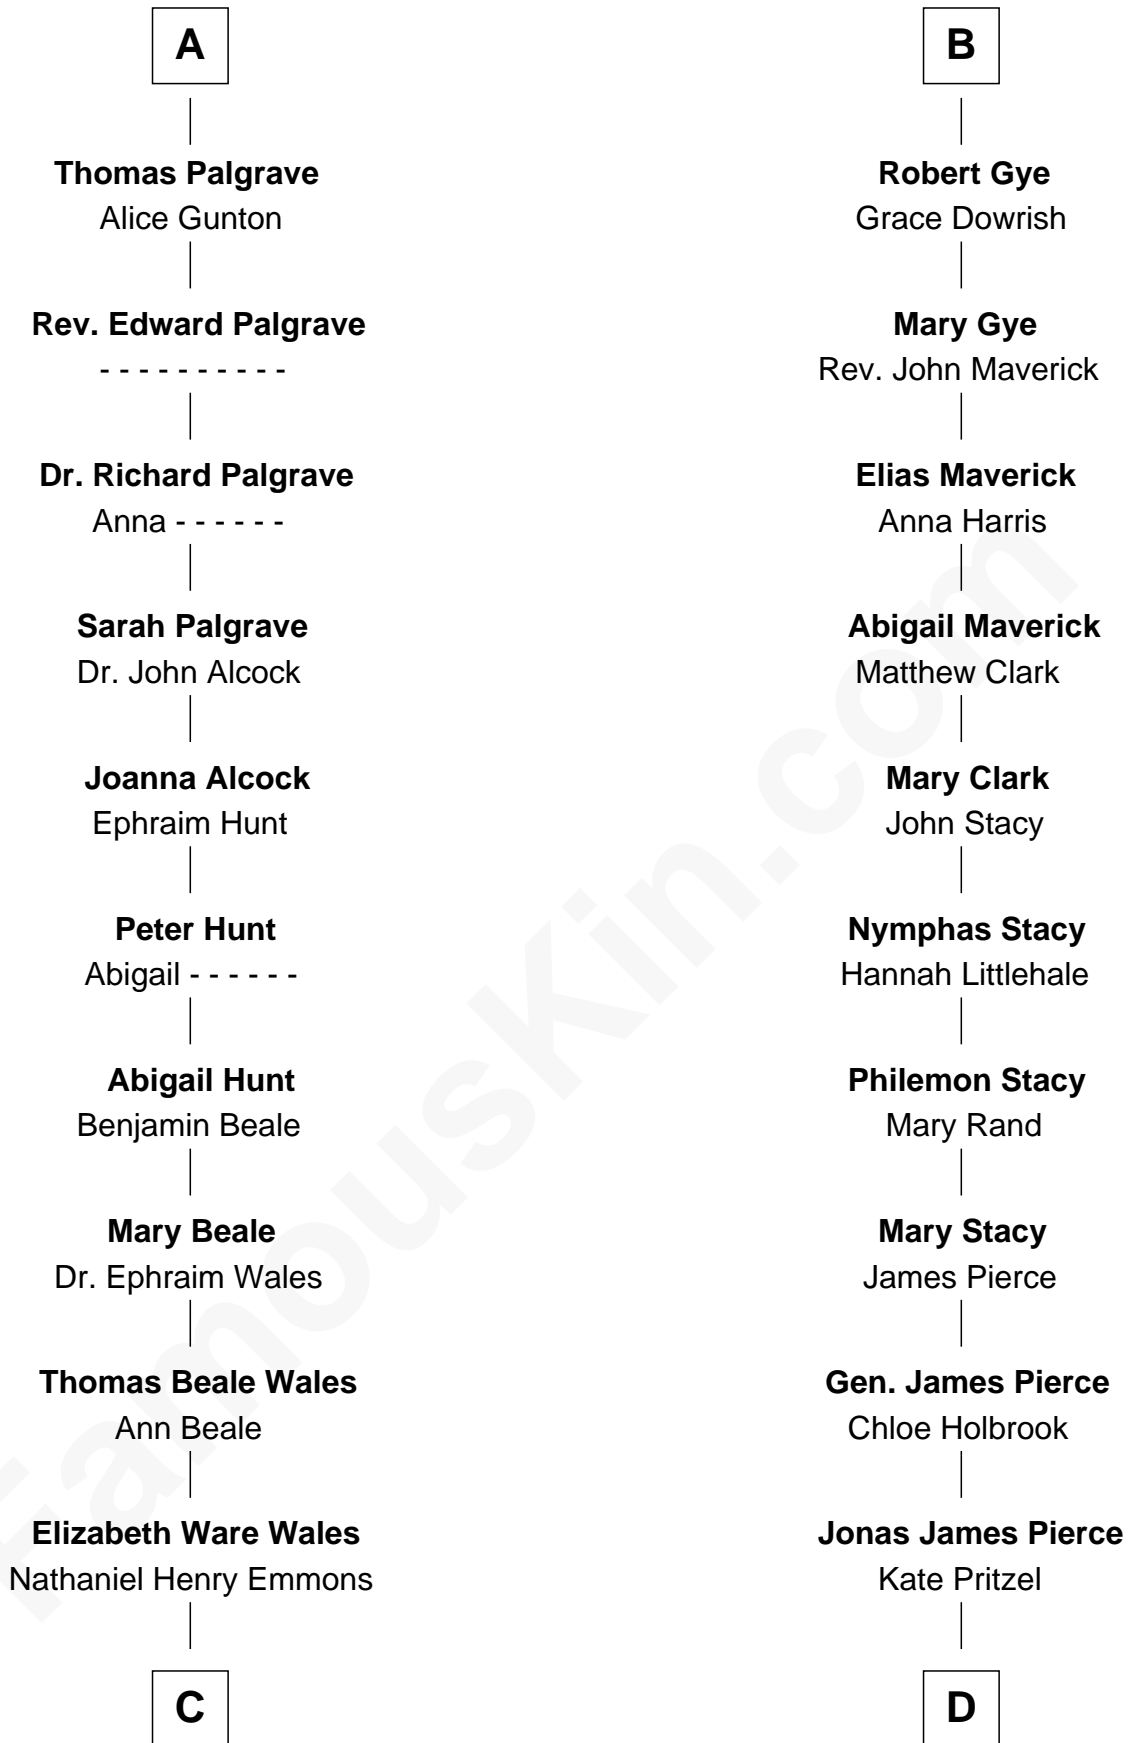 A
Thomas Palgrave
Alice Gunton
Rev. Edward Palgrave
- - - - - - - - - -
Dr. Richard Palgrave
Anna - - - - - -
Sarah Palgrave
Dr. John Alcock
Joanna Alcock
Ephraim Hunt
Peter Hunt
Abigail - - - - - -
Abigail Hunt
Benjamin Beale
Mary Beale
Dr. Ephraim Wales
Thomas Beale Wales
Ann Beale
Elizabeth Ware Wales
Nathaniel Henry Emmons
C
B
Robert Gye
Grace Dowrish
Mary Gye
Rev. John Maverick
Elias Maverick
Anna Harris
Abigail Maverick
Matthew Clark
Mary Clark
John Stacy
Nymphas Stacy
Hannah Littlehale
Philemon Stacy
Mary Rand
Mary Stacy
James Pierce
Gen. James Pierce
Chloe Holbrook
Jonas James Pierce
Kate Pritzel
D
FamousKin.com